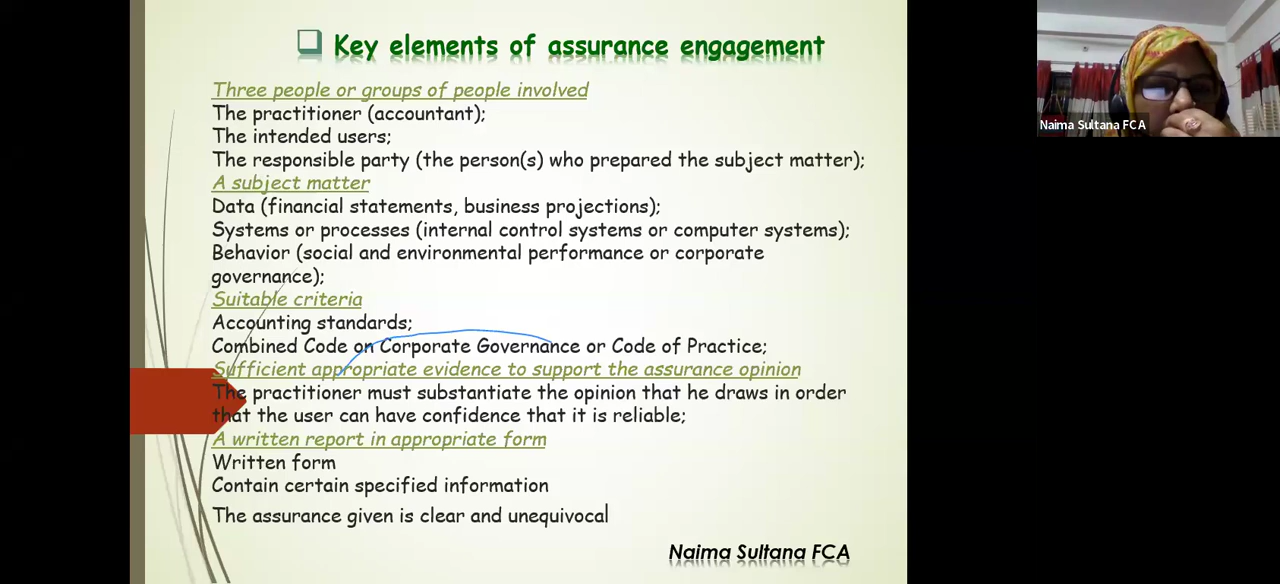 Key elements of assurance engagement
Three people or groups of people involved
The practitioner (accountant);
The intended users;
The responsible party (the person(s) who prepared the subject matter);
A subject matter
Data (financial statements, business projections);
Systems or processes (internal control systems or computer systems);
Behavior (social and environmental performance or corporate
governance);
Suitable criteria
Accounting standards;
Combined Code on Corporate Governance or Code of Practice;
Sufficient appropriate evidence to support the assurance opinion
The practitioner must substantiate the opinion that he draws in order
that the user can have confidence that it is reliable;
A written report in appropriate form
Written form
Contain certain specified information
The assurance given is clear and unequivocal
Naima Sultana FCA
Naima Sultana FCA